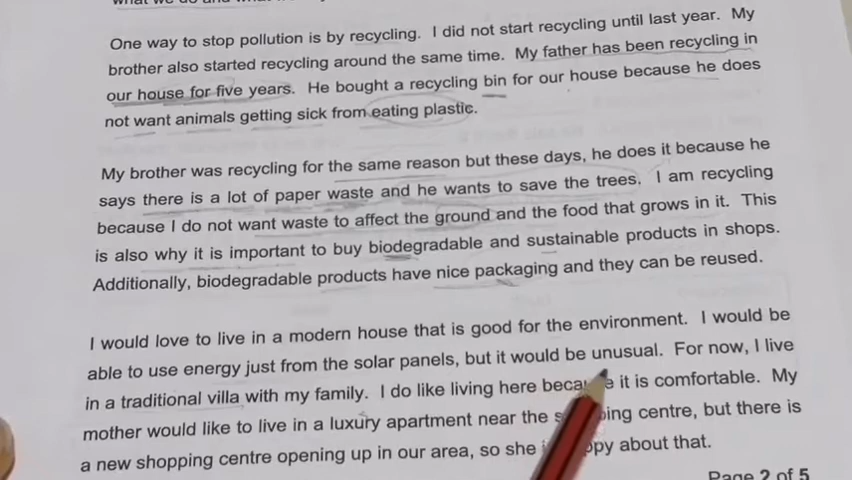 One way to stop pollution is by recycling. I did not start recycling until last year. My
brother also started recycling around the same time. My father has been recycling in
our house for five years. He bought a recycling bin for our house because he does
not want animals getting sick from eating plastic.
My brother was recycling for the same reason but these days, he does it because he
says there is a lot of paper waste and he wants to save the trees. I am recycling
because I do not want waste to affect the ground and the food that grows in it. This
is also why it is important to buy biodegradable and sustainable products in shops.
Additionally, biodegradable products have nice packaging and they can be reused.
I would love to live in a modern house that is good for the environment. I would be
able to use energy just from the solar panels, but it would be unusual. For now, I live
in a traditional villa with my family. I do like living here because it is comfortable. My
mother would like to live in a luxury apartment near the shopping centre, but there is
a new shopping centre opening up in our area, so she is happy about that.
Page 2 of 5